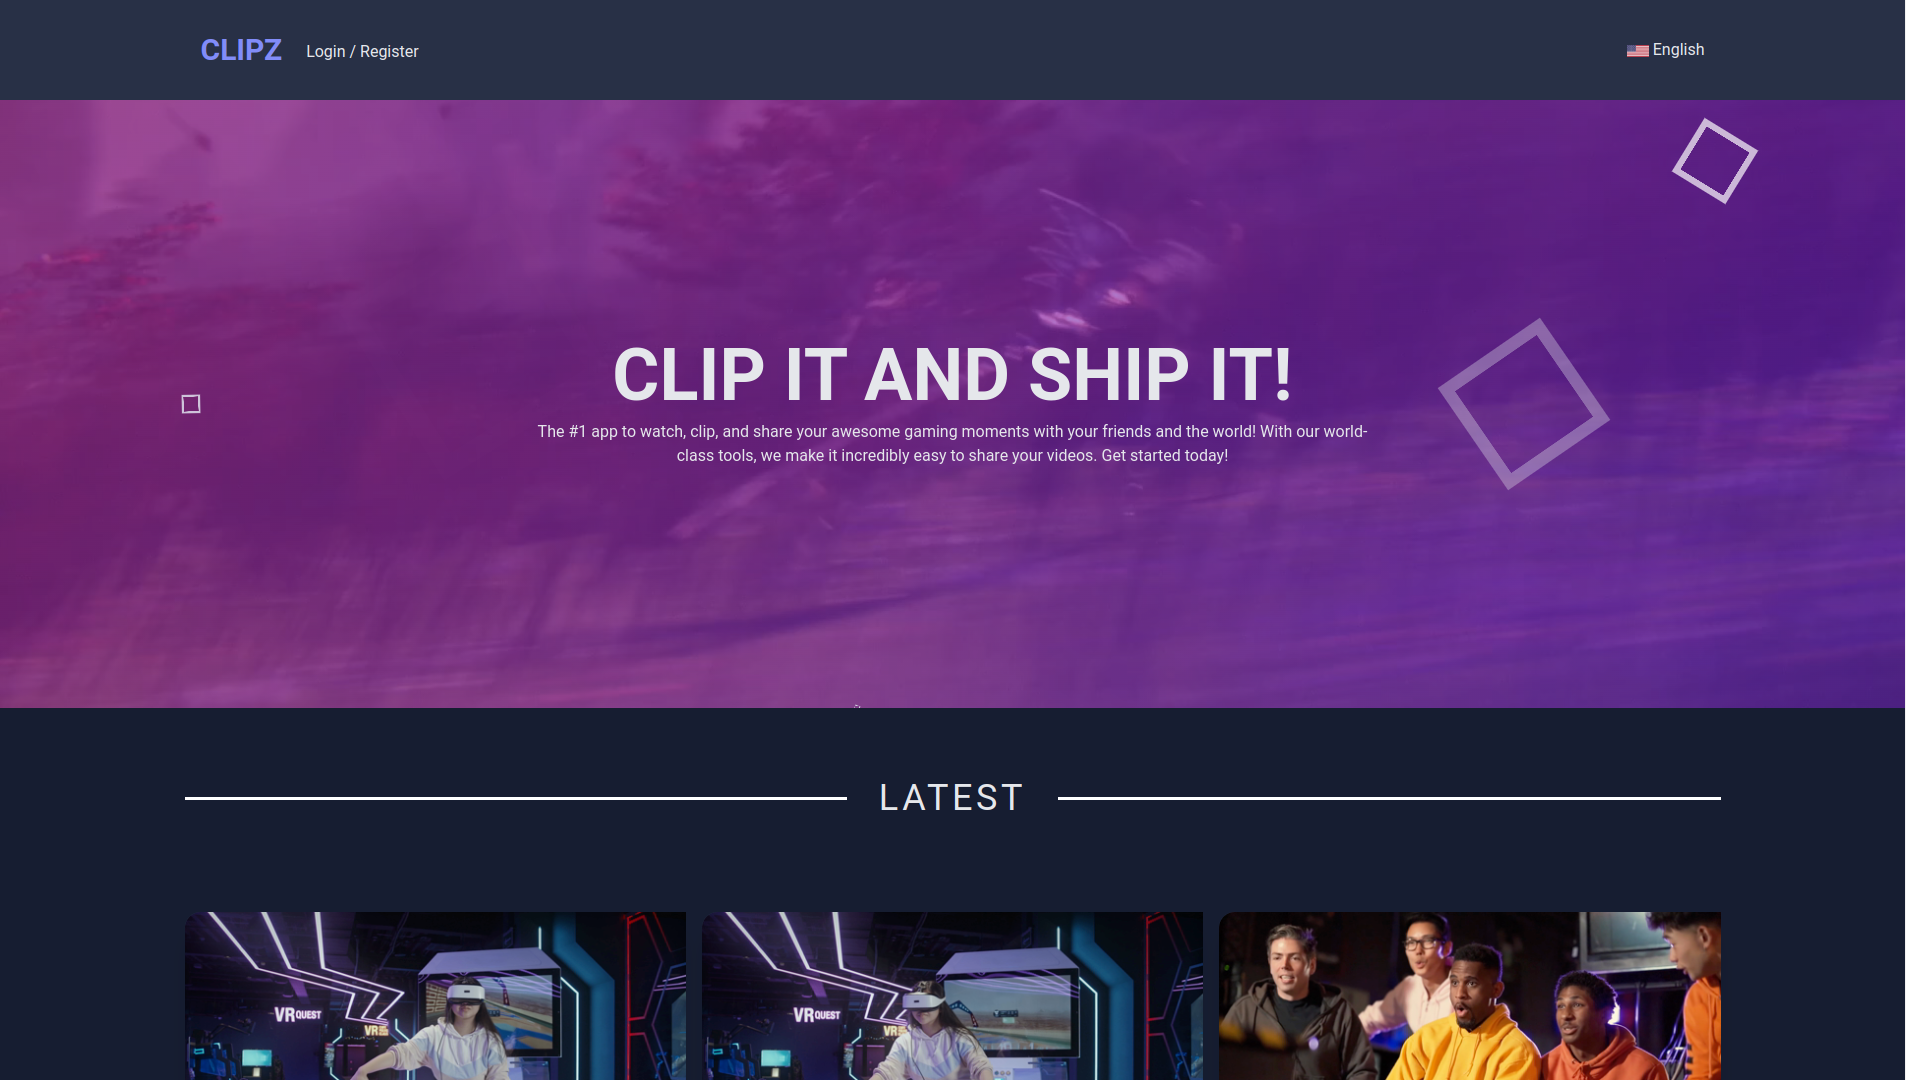 CLIPZ
Login / Register
English
CLIP IT AND SHIP IT!
The #1 app to watch, clip, and share your awesome gaming moments with your friends and the world! With our world-
class tools, we make it incredibly easy to share your videos. Get started today!
LATEST
VR QUEST
VR
VR QUEST
VR